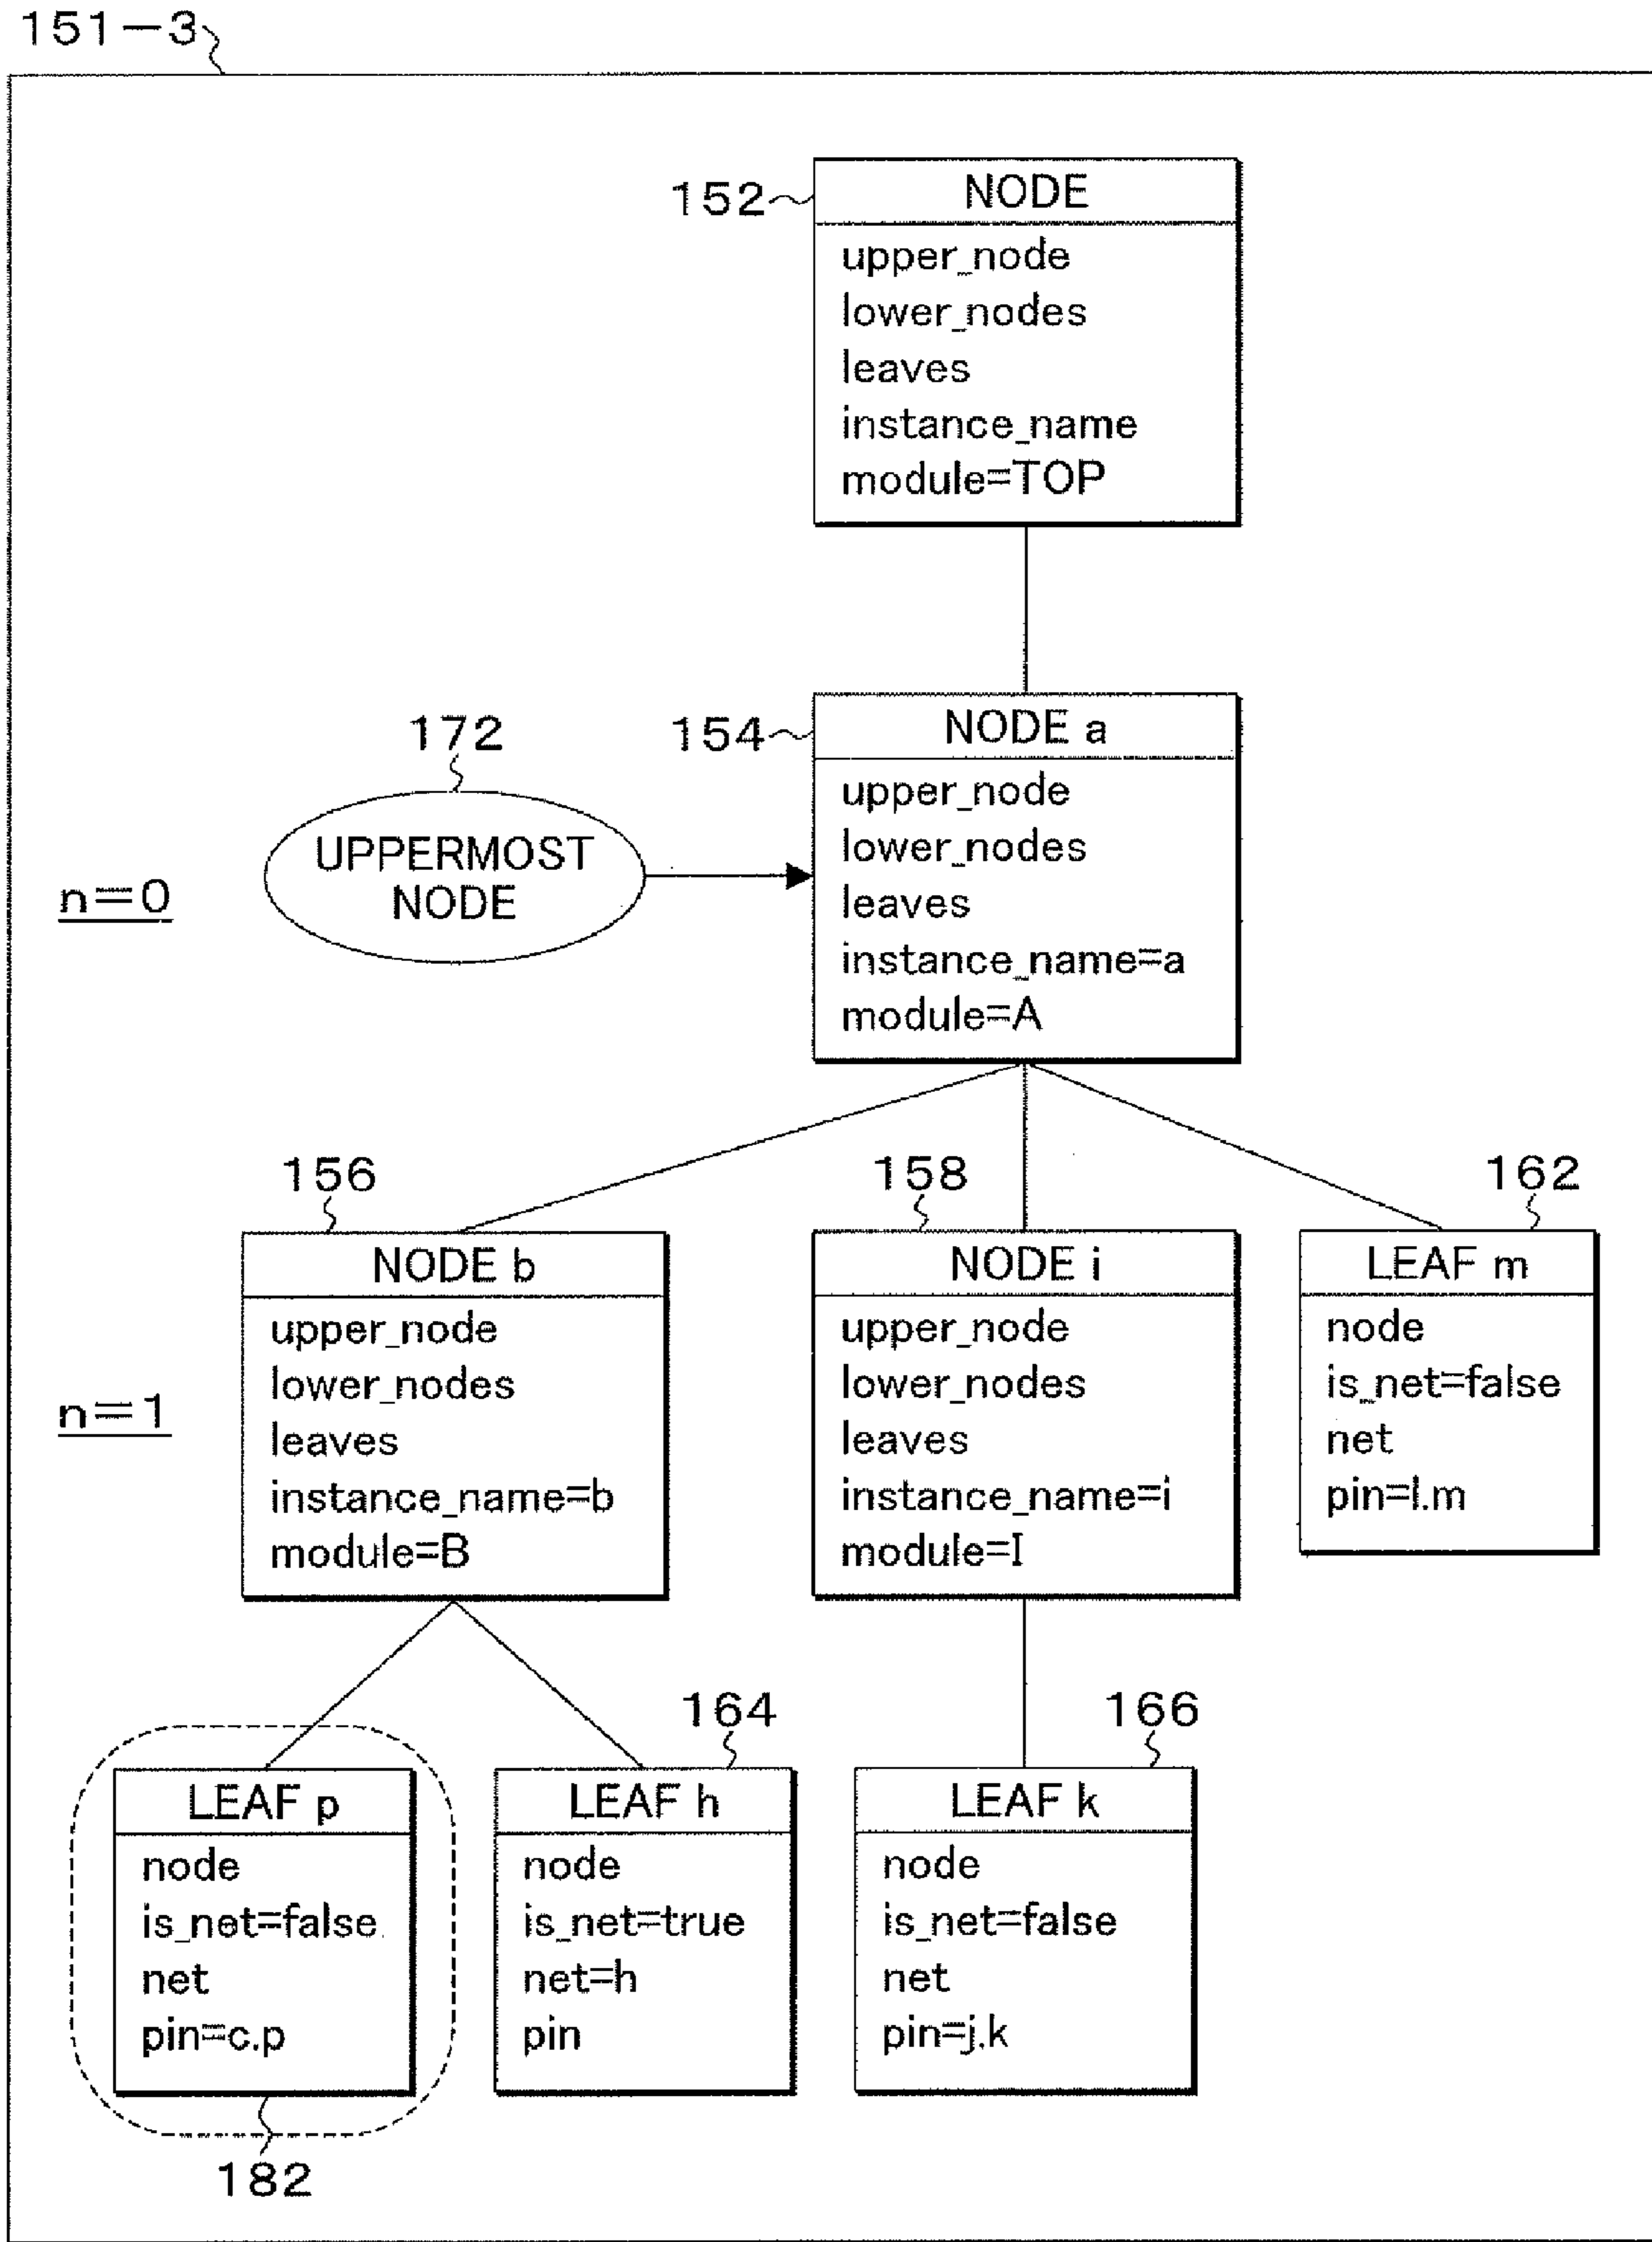 151-3
152
NODE
upper_node
lower_nodes
leaves
instance_name
module=TOP
172
UPPERMOST
NODE
n=0
154
NODE a
upper_node
lower_nodes
leaves
instance_name=a
module=A
156
NODE b
upper_node
lower_nodes
leaves
instance_name=b
module=B
158
NODE i
upper_node
lower_nodes
leaves
instance_name=i
module=I
162
LEAF m
node
is_net=false
net
pin=l.m
n=1
LEAF p
node
is_net=false
net
pin=c.p
182
164
LEAF h
node
is_net=true
net=h
pin
166
LEAF k
node
is_net=false
net
pin=j.k